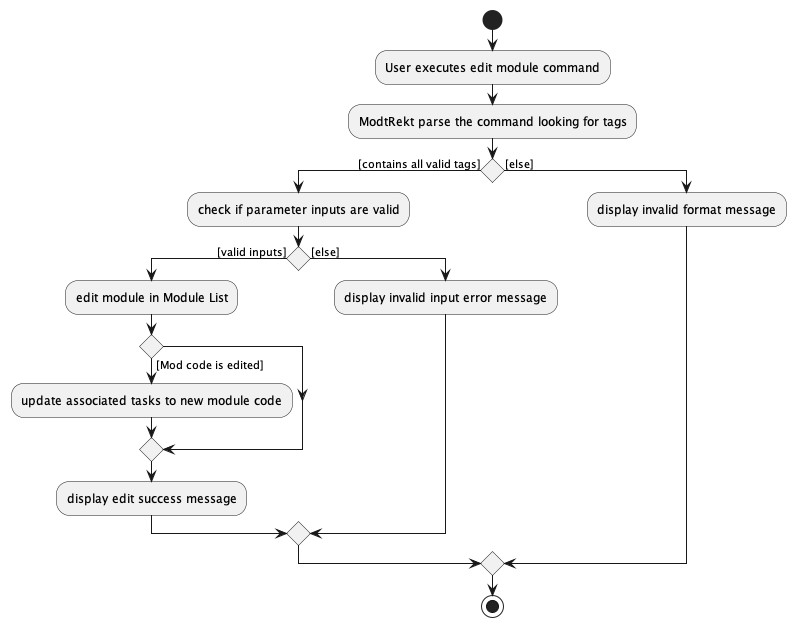 User executes edit module command
ModtRekt parse the command looking for tags
[contains all valid tags]
[else]
check if parameter inputs are valid
display invalid format message
[valid inputs]
[else]
edit module in Module List
display invalid input error message
[Mod code is edited]
update associated tasks to new module code
display edit success message